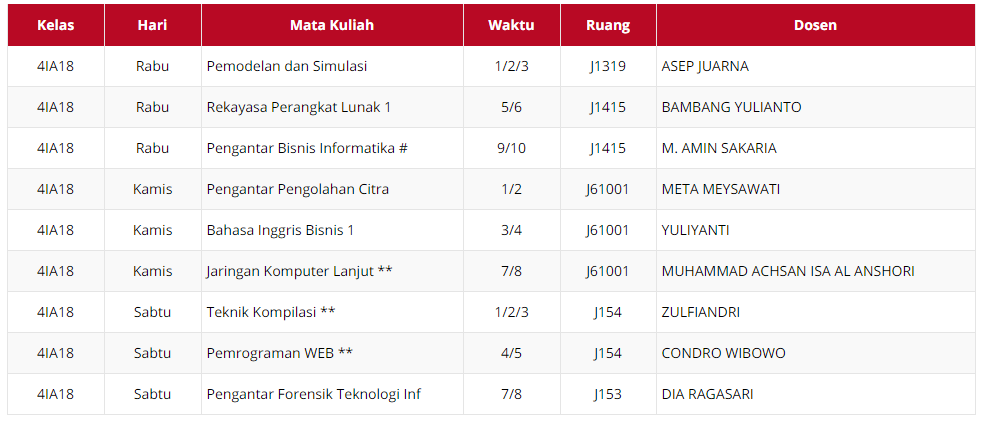 Kelas Hari Mata Kuliah Waktu Ruang Dosen
4IA18 Rabu Pemodelan dan Simulasi 1/2/3 J1319 ASEP JUARNA
4IA18 Rabu Rekayasa Perangkat Lunak 1 5/6 J1415 BAMBANG YULIANTO
4IA18 Rabu Pengantar Bisnis Informatika # 9/10 J1415 M. AMIN SAKARIA
4IA18 Kamis Pengantar Pengolahan Citra 1/2 J61001 META MEYSAWATI
4IA18 Kamis Bahasa Inggris Bisnis 1 3/4 J61001 YULIYANTI
4IA18 Kamis Jaringan Komputer Lanjut ** 7/8 J61001 MUHAMMAD ACHSAN ISA AL ANSHORI
4IA18 Sabtu Teknik Kompilasi ** 1/2/3 J154 ZULFIANDRI
4IA18 Sabtu Pemrograman WEB ** 4/5 J154 CONDRO WIBOWO
4IA18 Sabtu Pengantar Forensik Teknologi Inf 7/8 J153 DIA RAGASARI